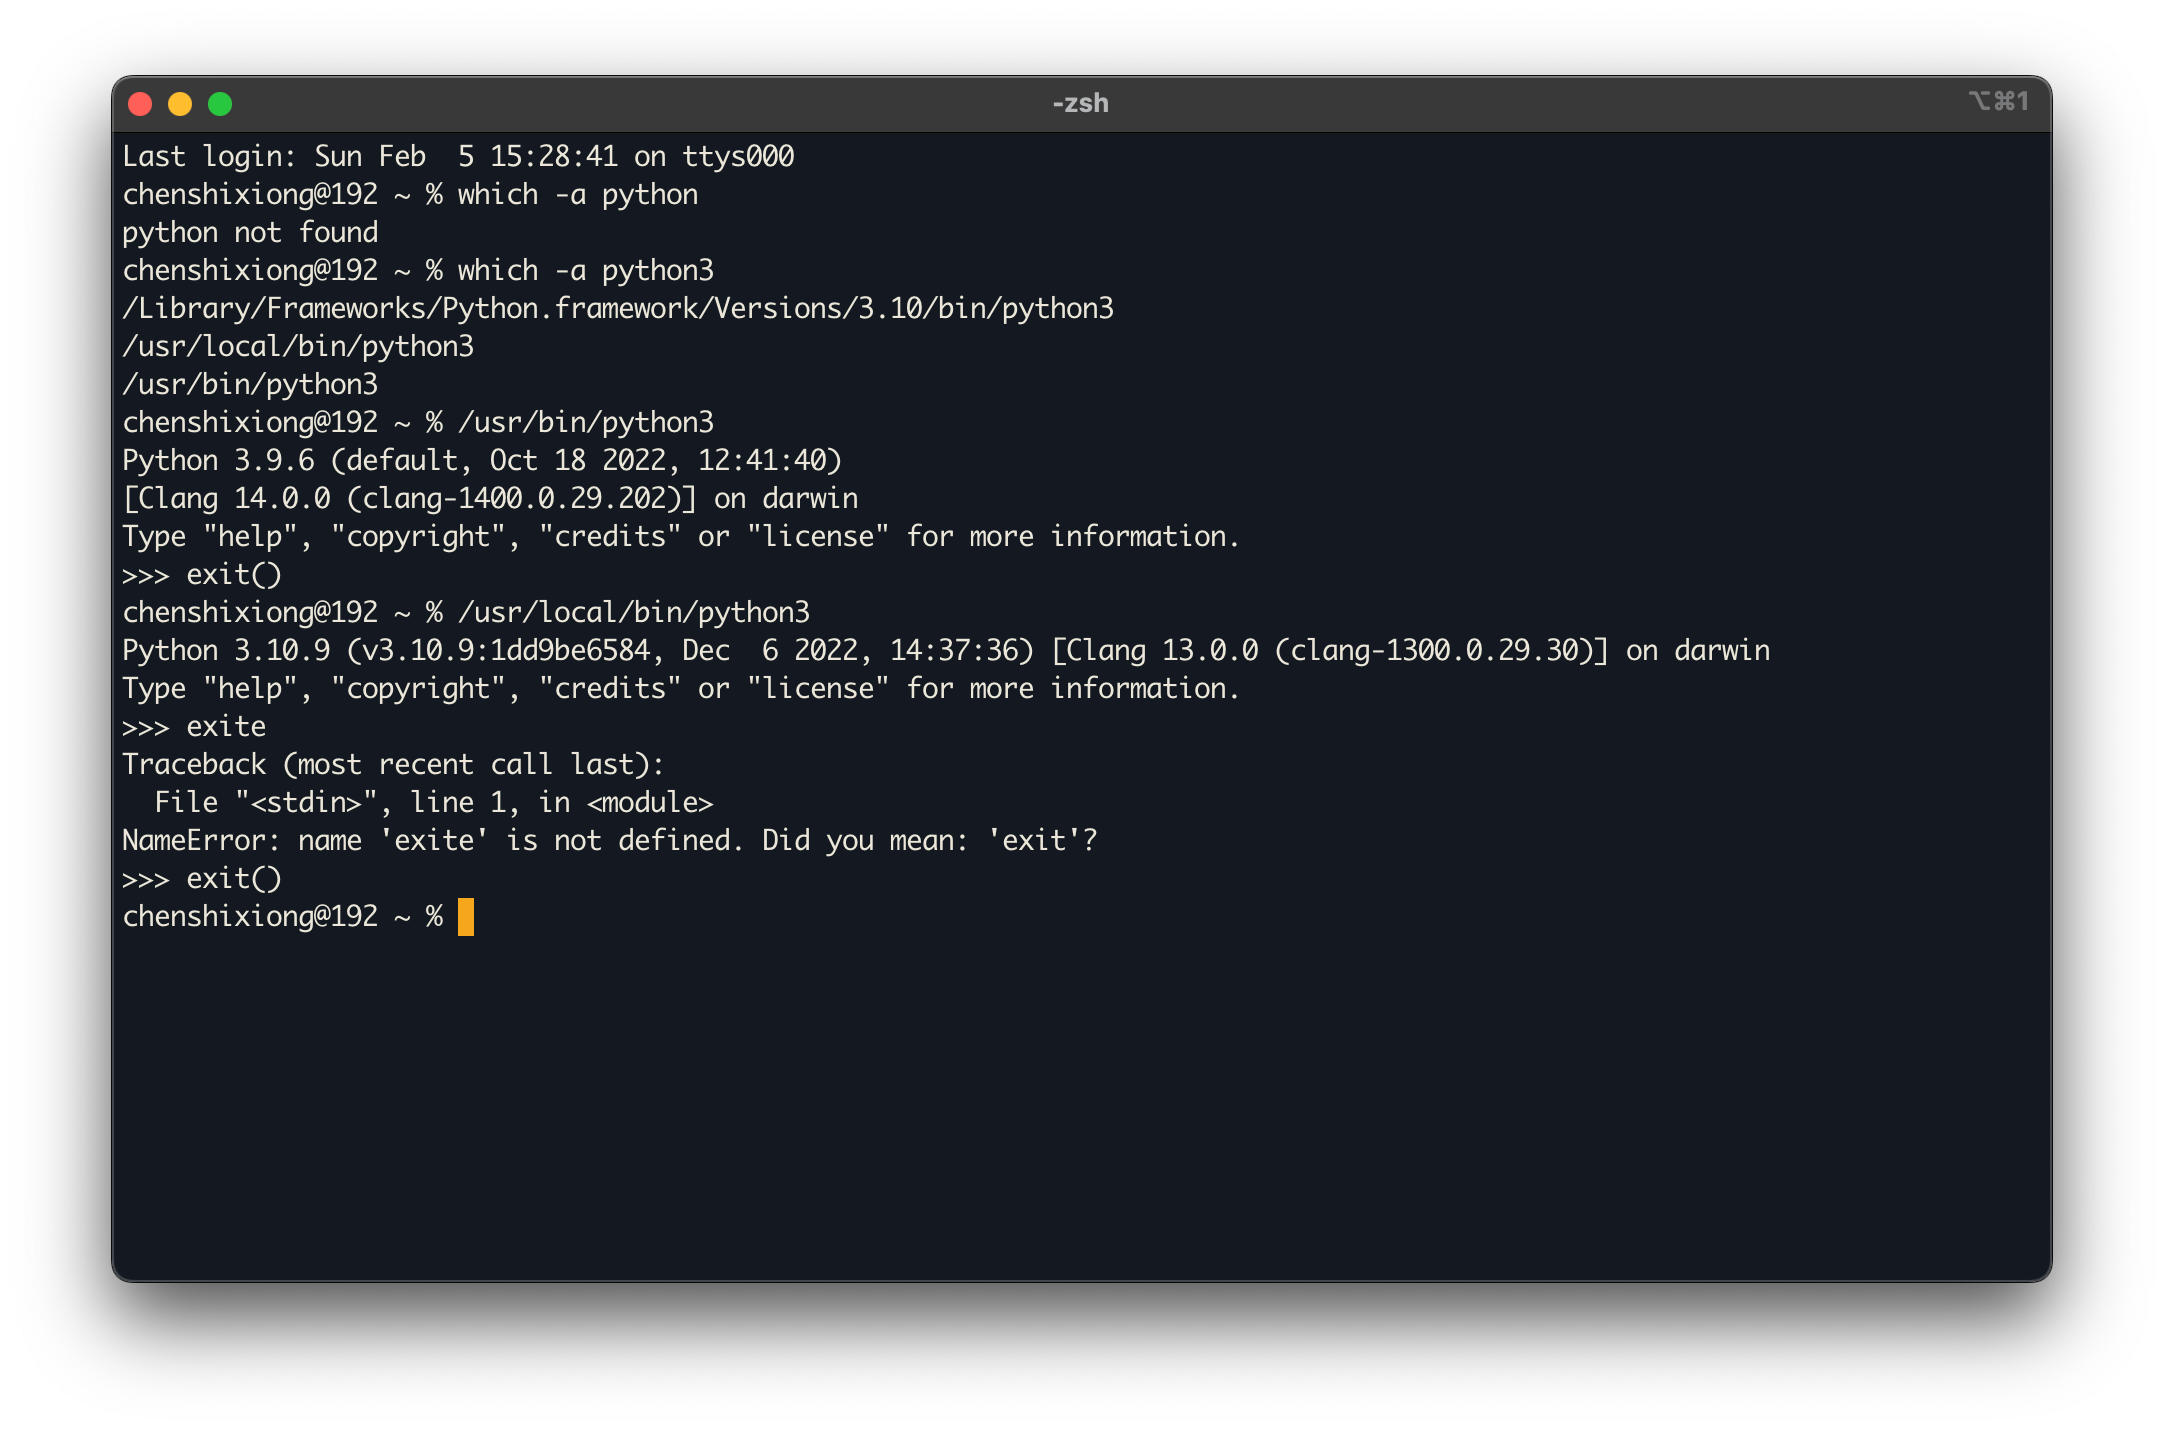 -zsh
⌥⌘1
Last login: Sun Feb  5 15:28:41 on ttys000
chenshixiong@192 ~ % which -a python
python not found
chenshixiong@192 ~ % which -a python3
/Library/Frameworks/Python.framework/Versions/3.10/bin/python3
/usr/local/bin/python3
/usr/bin/python3
chenshixiong@192 ~ % /usr/bin/python3
Python 3.9.6 (default, Oct 18 2022, 12:41:40)
[Clang 14.0.0 (clang-1400.0.29.202)] on darwin
Type "help", "copyright", "credits" or "license" for more information.
>>> exit()
chenshixiong@192 ~ % /usr/local/bin/python3
Python 3.10.9 (v3.10.9:1dd9be6584, Dec  6 2022, 14:37:36) [Clang 13.0.0 (clang-1300.0.29.30)] on darwin
Type "help", "copyright", "credits" or "license" for more information.
>>> exite
Traceback (most recent call last):
  File "<stdin>", line 1, in <module>
NameError: name 'exite' is not defined. Did you mean: 'exit'?
>>> exit()
chenshixiong@192 ~ %